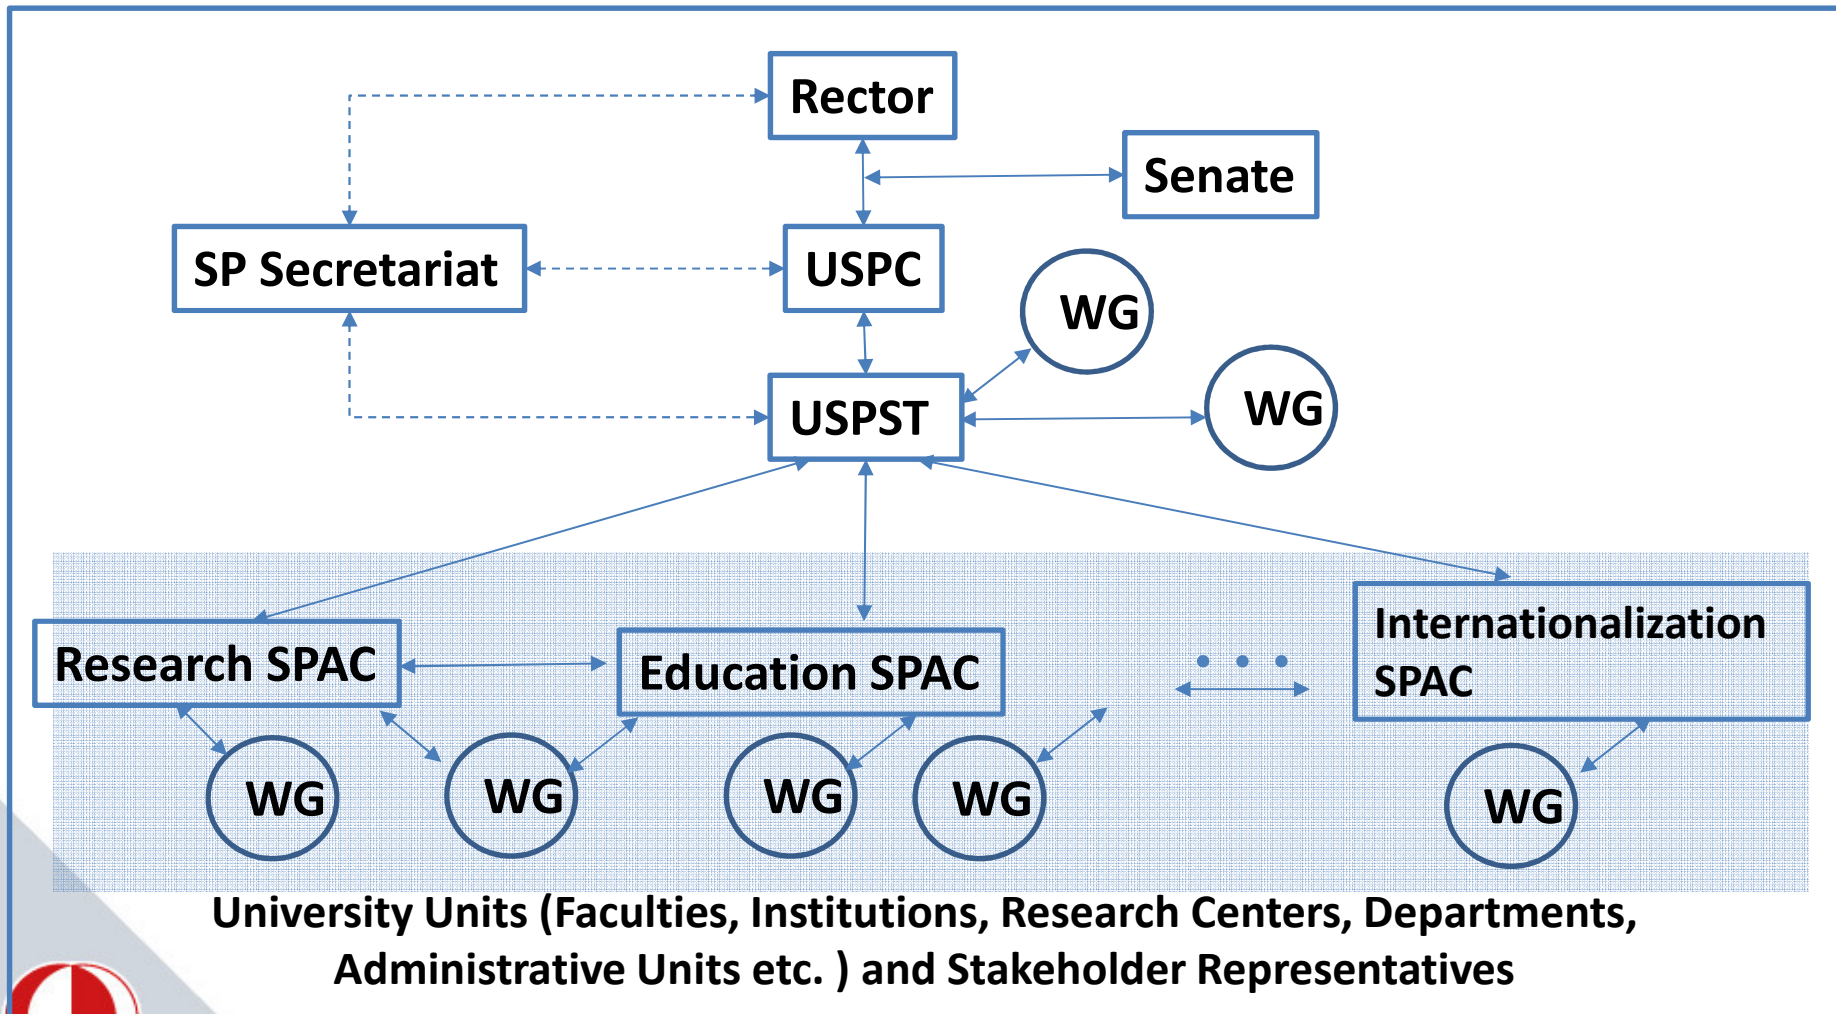 Rector
Senate
SP Secretariat
USPC
WG
WG
USPST
Research SPAC
Education SPAC
Internationalization
SPAC
WG
WG
WG
WG
WG
University Units (Faculties, Institutions, Research Centers, Departments,
Administrative Units etc. ) and Stakeholder Representatives